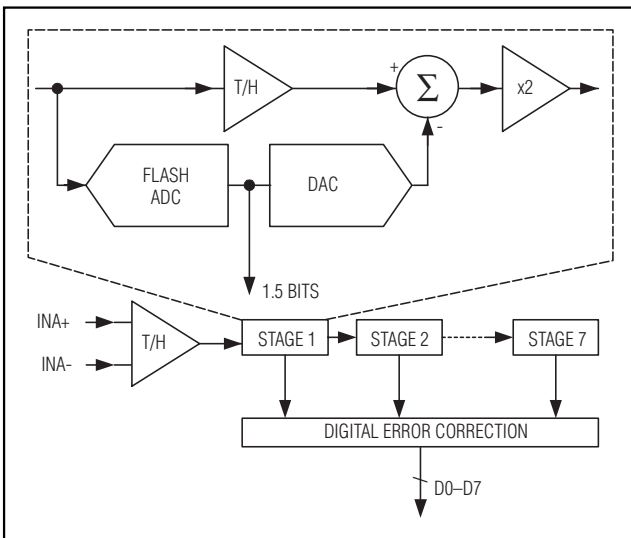 T/H
+
Σ
-
x2
FLASH
ADC
DAC
1.5 BITS
INA+
INA-
T/H
STAGE 1
STAGE 2
STAGE 7
DIGITAL ERROR CORRECTION
D0–D7